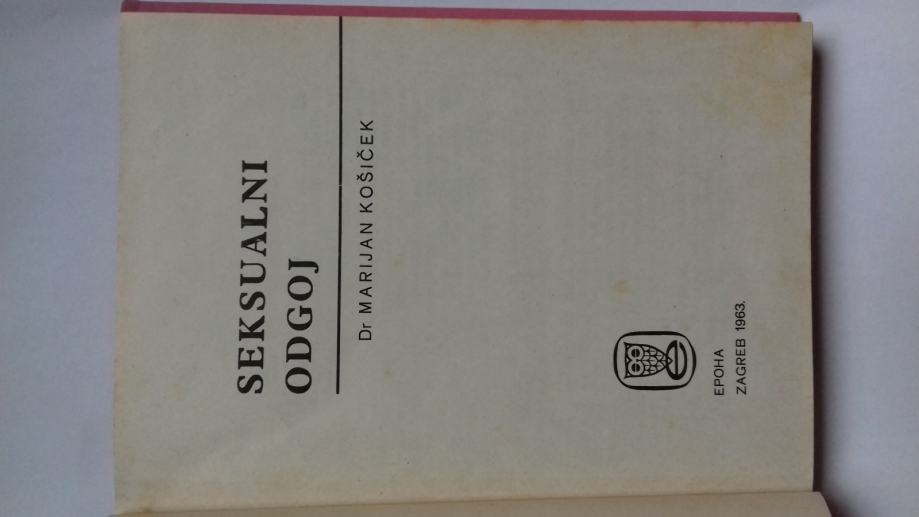 SEKSUALNI
ODGOJ
Dr MARIJAN KOŠIČEK
EPOHA
ZAGREB 1963.